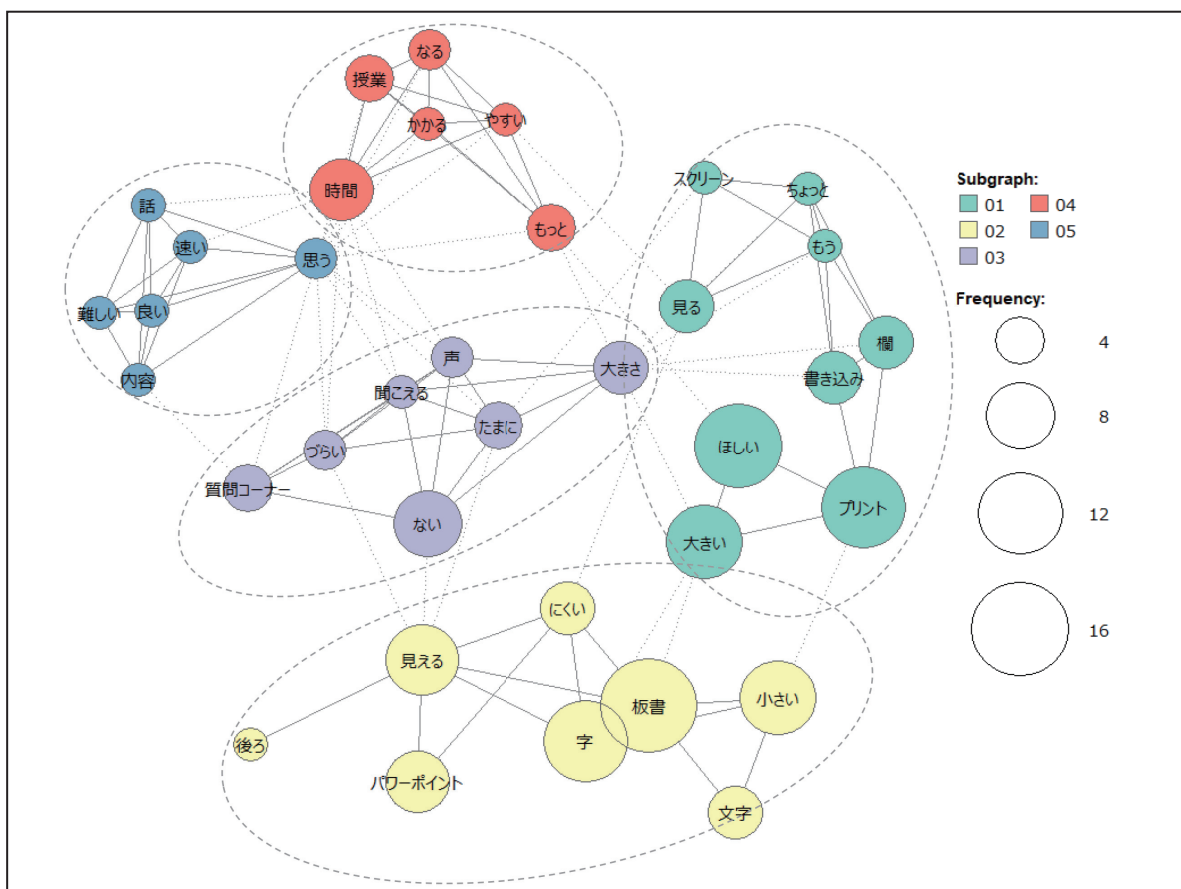 なる
授業
かかる
やすい
時間
もっと
話
速い
思う
難しい
良い
内容
声
大きさ
聞こえる
たまに
づらい
質問コーナー
ない
スクリーン
ちょっと
もう
見る
欄
書き込み
ほしい
プリント
大きい
にくい
見える
板書
小さい
字
後ろ
パワーポイント
文字
Subgraph:
01 04
02 05
03
Frequency:
4
8
12
16